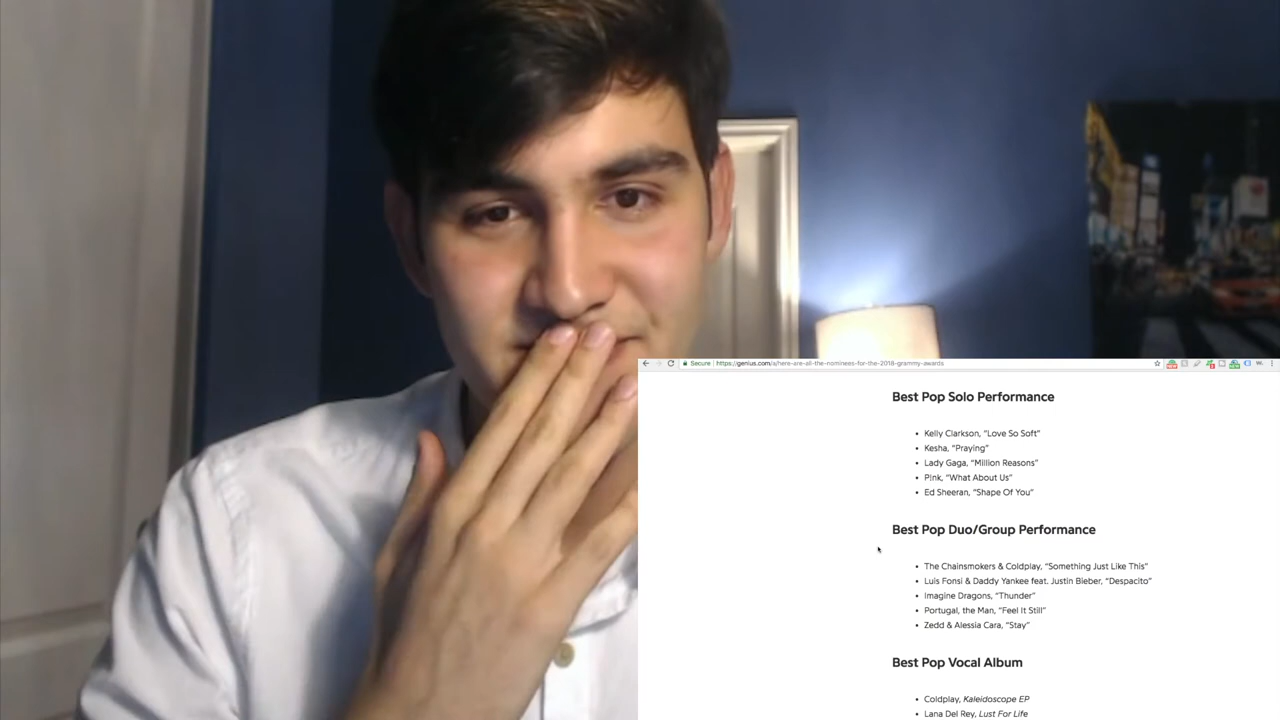 Secure
https://genius.com/a/here-are-all-the-nominees-for-the-2018-grammy-awards
Best Pop Solo Performance
• Kelly Clarkson, “Love So Soft”
• Kesha, “Praying”
• Lady Gaga, “Million Reasons”
• P!nk, “What About Us”
• Ed Sheeran, “Shape Of You”
Best Pop Duo/Group Performance
• The Chainsmokers & Coldplay, “Something Just Like This”
• Luis Fonsi & Daddy Yankee feat. Justin Bieber, “Despacito”
• Imagine Dragons, “Thunder”
• Portugal, the Man, “Feel It Still”
• Zedd & Alessia Cara, “Stay”
Best Pop Vocal Album
• Coldplay, Kaleidoscope EP
• Lana Del Rey, Lust For Life